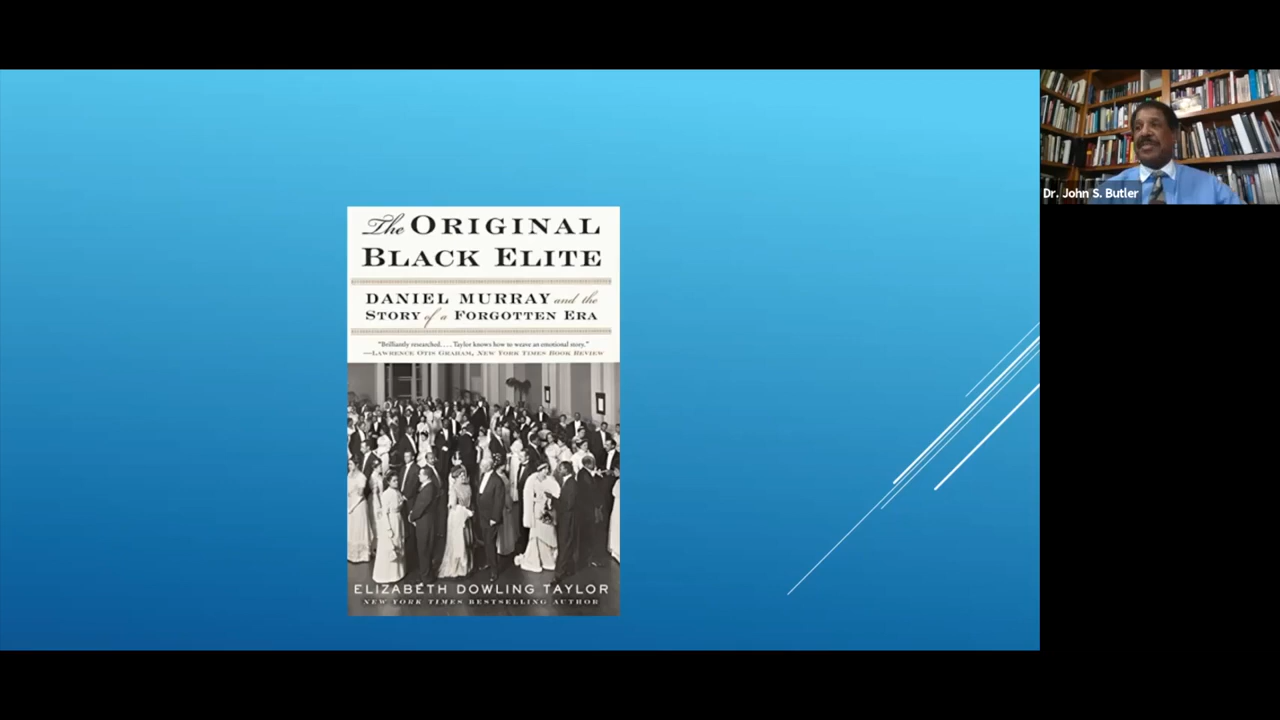 The ORIGINAL
BLACK ELITE
DANIEL MURRAY and the
STORY of a FORGOTTEN ERA
"Brilliantly researched. . . . Taylor knows how to weave an emotional story."
—LAWRENCE OTIS GRAHAM, NEW YORK TIMES BOOK REVIEW
ELIZABETH DOWLING TAYLOR
NEW YORK TIMES BESTSELLING AUTHOR
Dr. John S. Butler